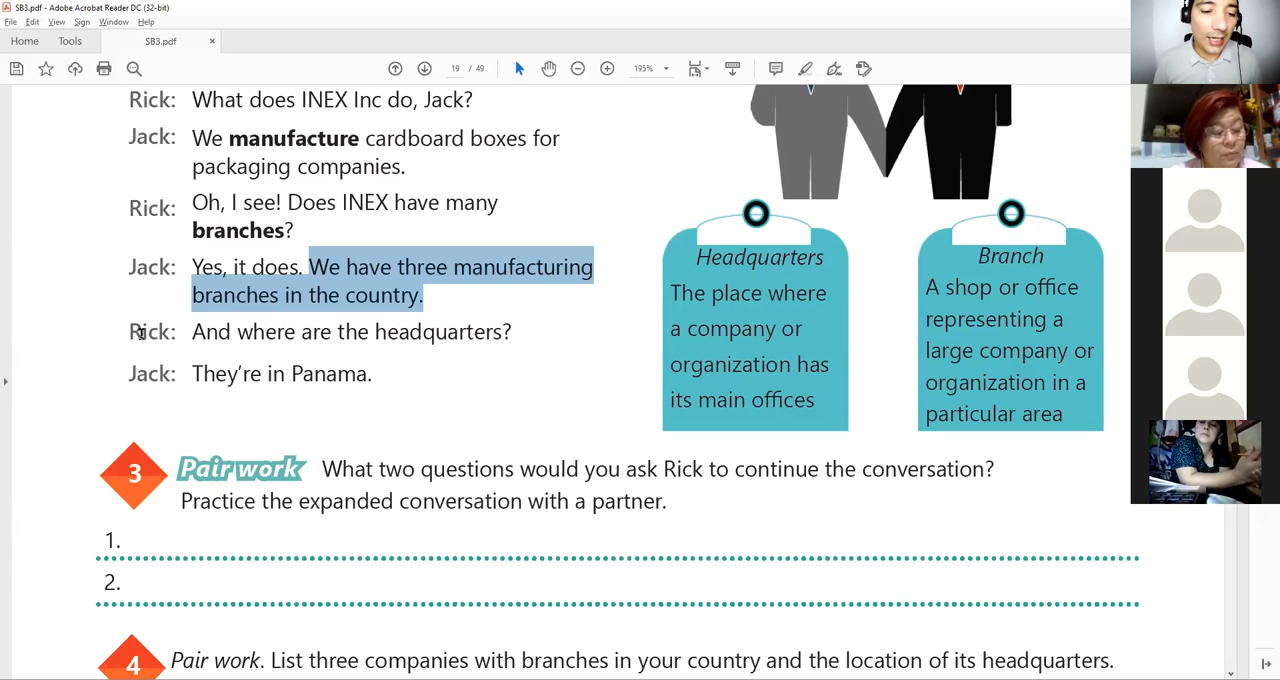 SB3.pdf - Adobe Acrobat Reader DC (32-bit)
File Edit View Sign Window Help
Home Tools SB3.pdf ×
19 / 49 195%
Rick: What does INEX Inc do, Jack?
Jack: We manufacture cardboard boxes for
packaging companies.
Rick: Oh, I see! Does INEX have many
branches?
Jack: Yes, it does. We have three manufacturing
branches in the country.
Rick: And where are the headquarters?
Jack: They’re in Panama.
Headquarters
The place where
a company or
organization has
its main offices
Branch
A shop or office
representing a
large company or
organization in a
particular area
3 Pair work What two questions would you ask Rick to continue the conversation?
Practice the expanded conversation with a partner.
1.
2.
4 Pair work. List three companies with branches in your country and the location of its headquarters.